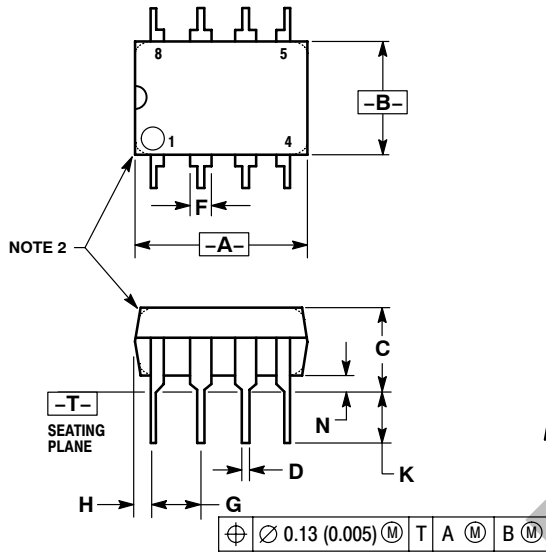 8 5
–B–
1 4
F
NOTE 2
–A–
C
–T–
N
SEATING
PLANE
D
K
H G
⌖ ∅ 0.13 (0.005) Ⓜ T A Ⓜ B Ⓜ